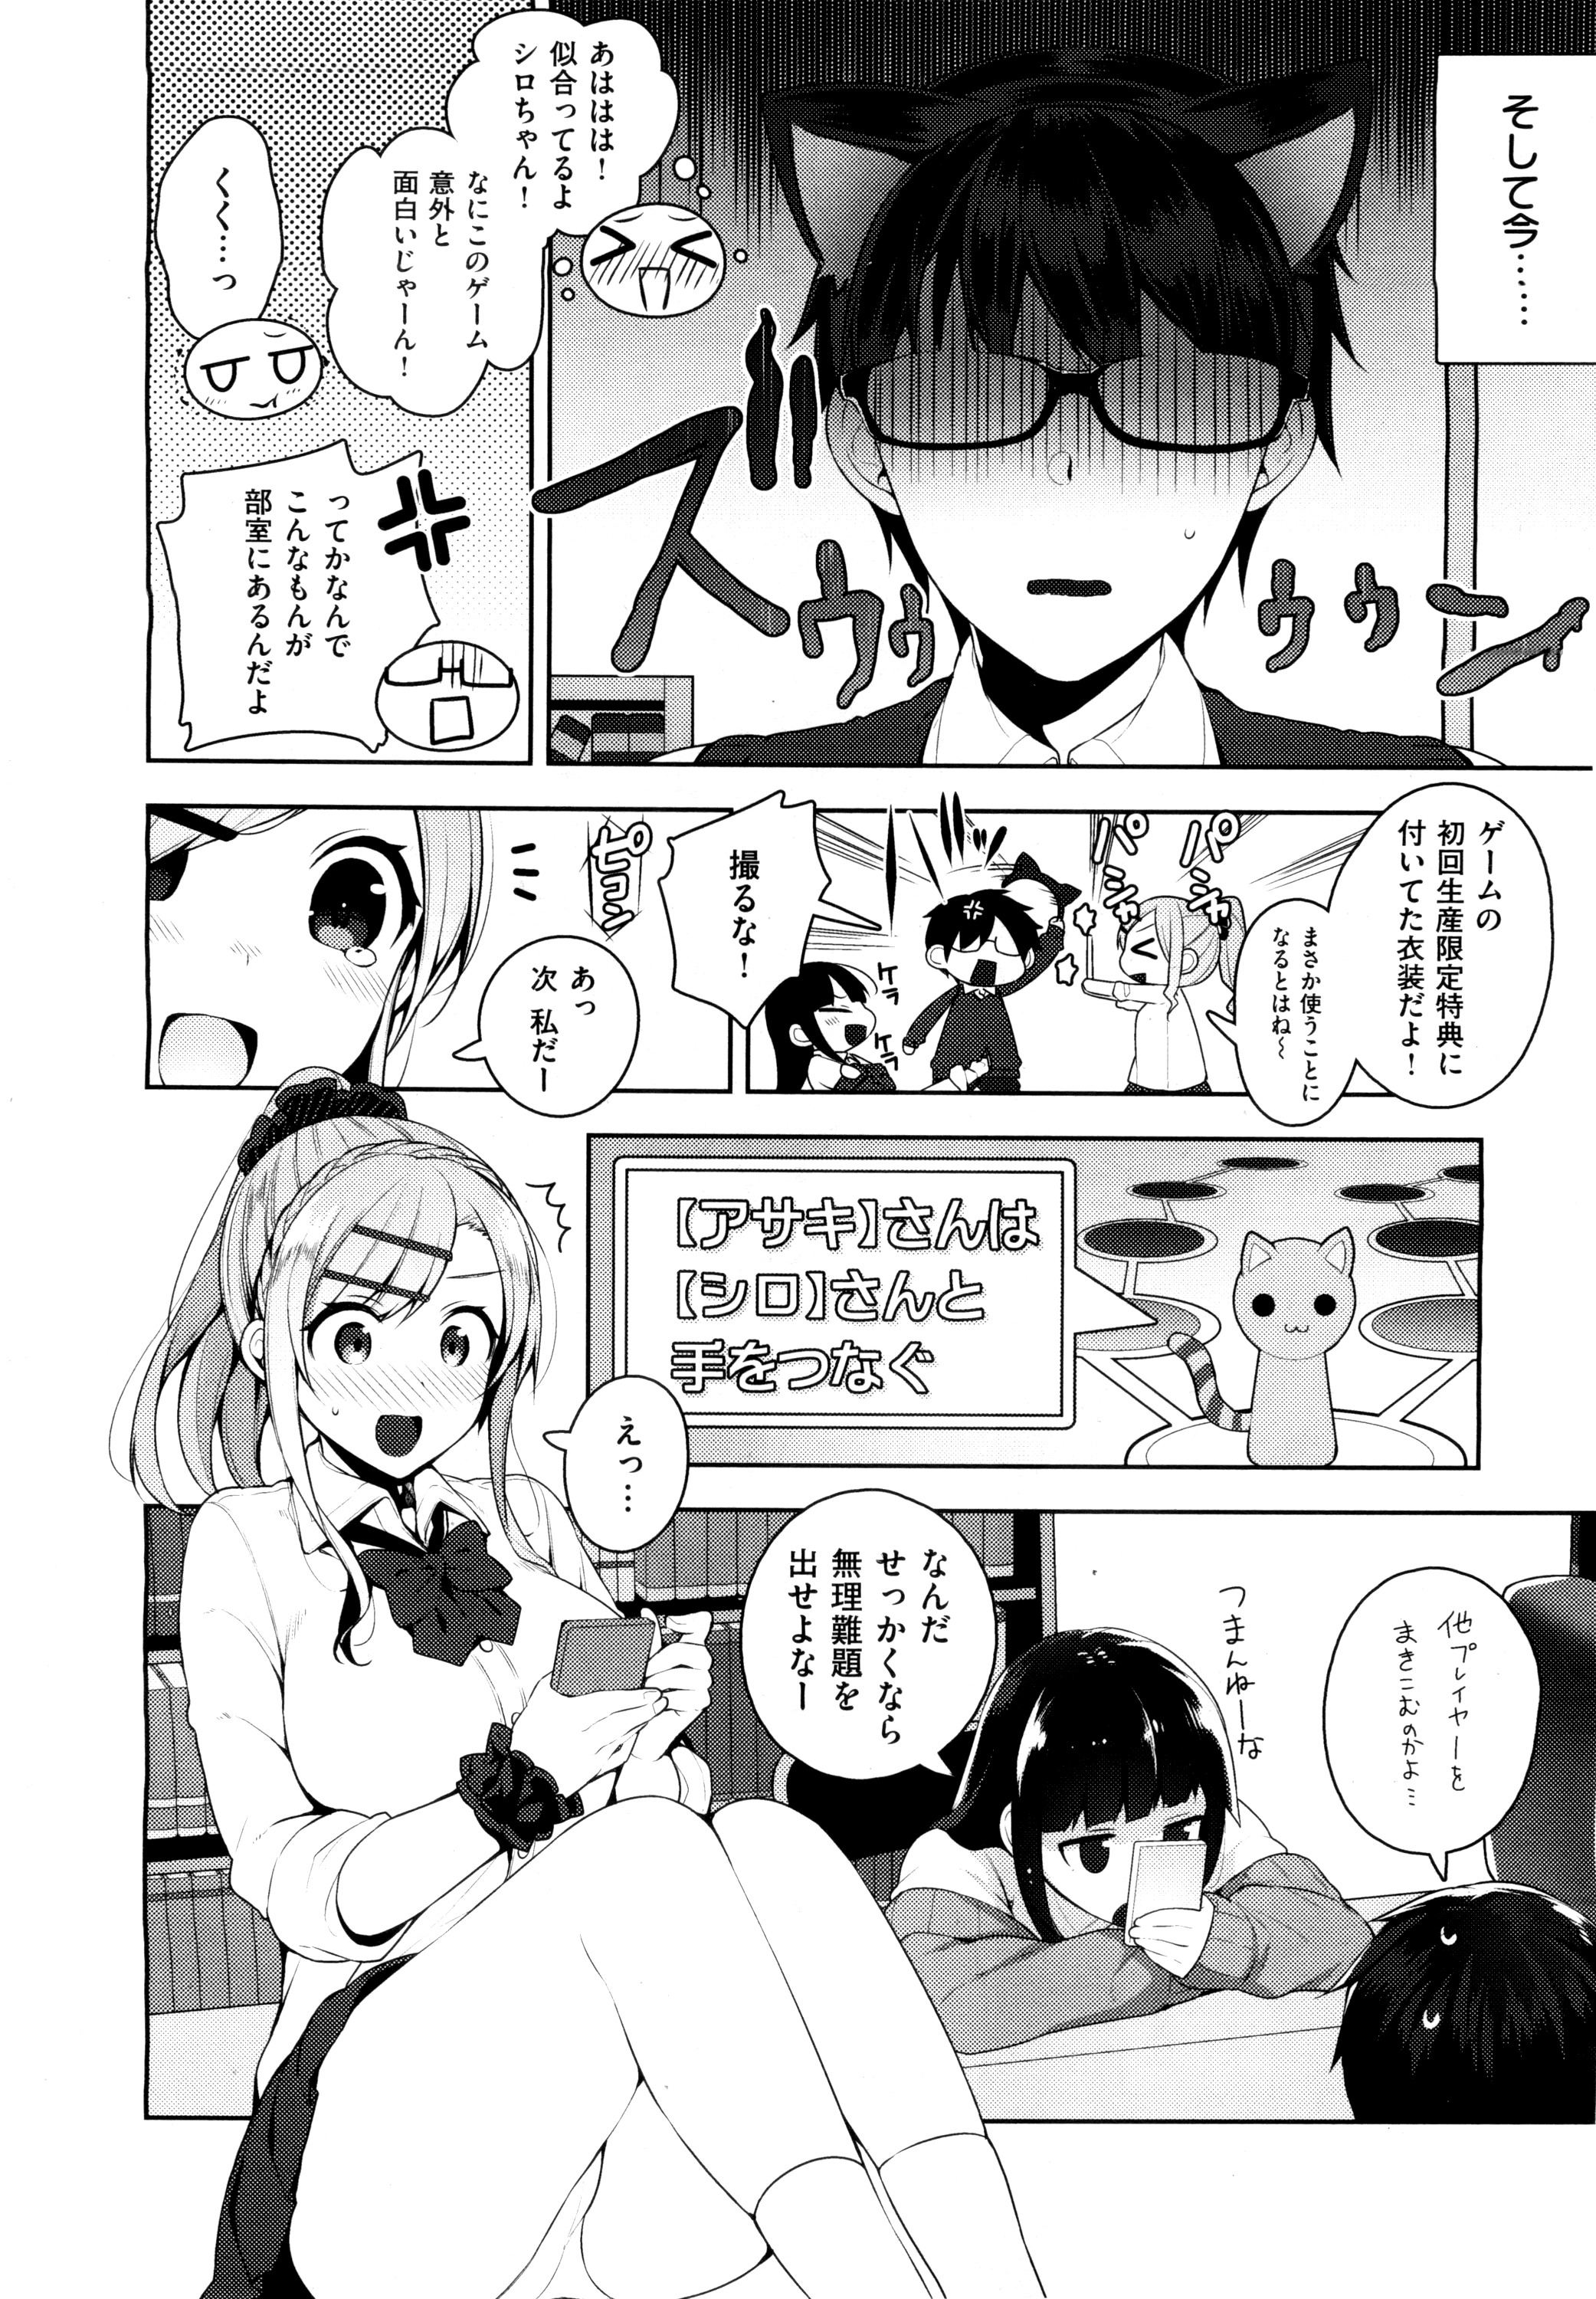 そして今……
ズゥゥゥゥーン
あははは!
似合ってるよ
シロちゃん!
なにこのゲーム
意外と
面白いじゃーん!
くく…っ
ってかなんで
こんなもんが
部室にあるんだよ
ゲームの
初回生産限定特典に
付いてた衣装だよ!
まさか使うことに
なるとはね〜
パシャ
パシャ
ケラ
ケラ
撮るな!
ピコン
あっ
次 私だー
【アサキ】さんは
【シロ】さんと
手をつなぐ
えっ…
他プレイヤーを
まきこむのかよ…
つまんねーな
なんだ
せっかくなら
無理難題を
出せよなー